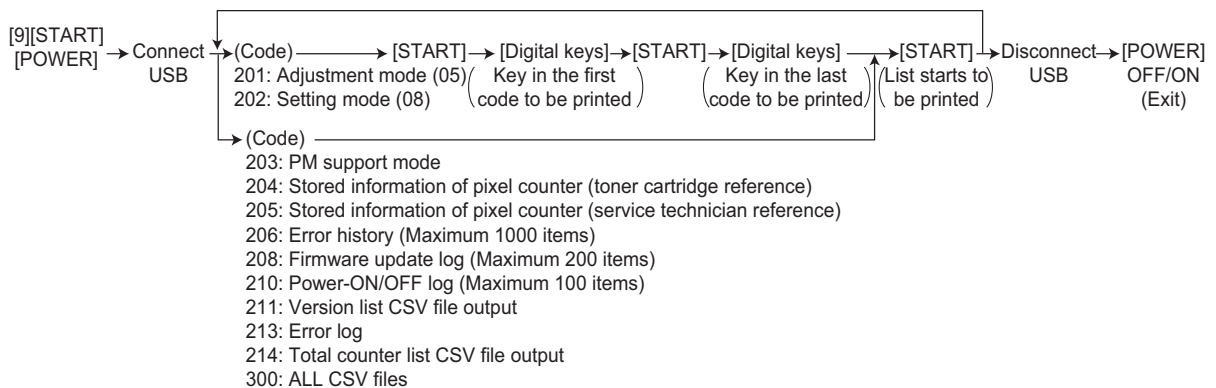 [9][START]
[POWER]
Connect
USB
(Code)
201: Adjustment mode (05)
202: Setting mode (08)
[START]
[Digital keys]
(Key in the first
code to be printed)
[START]
[Digital keys]
(Key in the last
code to be printed)
[START]
(List starts to
be printed)
Disconnect
USB
[POWER]
OFF/ON
(Exit)
(Code)
203: PM support mode
204: Stored information of pixel counter (toner cartridge reference)
205: Stored information of pixel counter (service technician reference)
206: Error history (Maximum 1000 items)
208: Firmware update log (Maximum 200 items)
210: Power-ON/OFF log (Maximum 100 items)
211: Version list CSV file output
213: Error log
214: Total counter list CSV file output
300: ALL CSV files